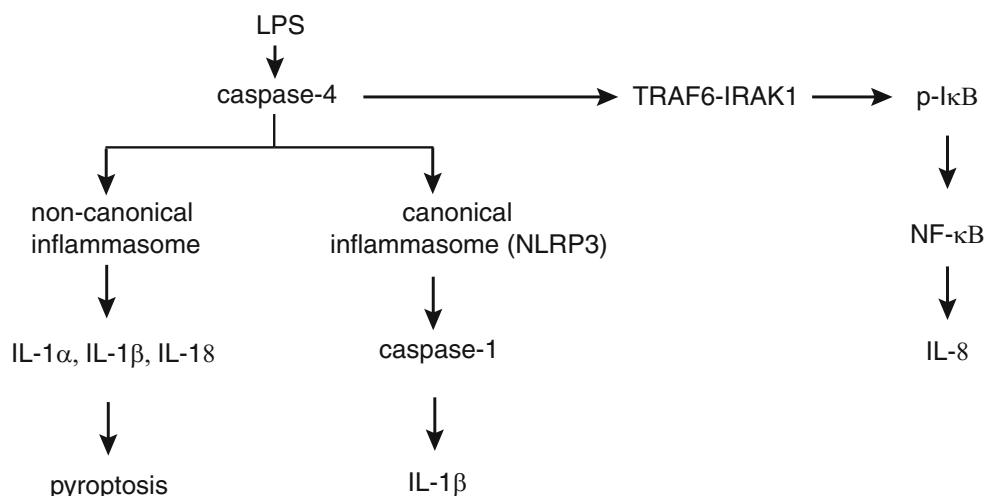 LPS
caspase-4
TRAF6-IRAK1
p-IκB
non-canonical
inflammasome
canonical
inflammasome (NLRP3)
NF-κB
IL-1α, IL-1β, IL-18
caspase-1
IL-8
pyroptosis
IL-1β